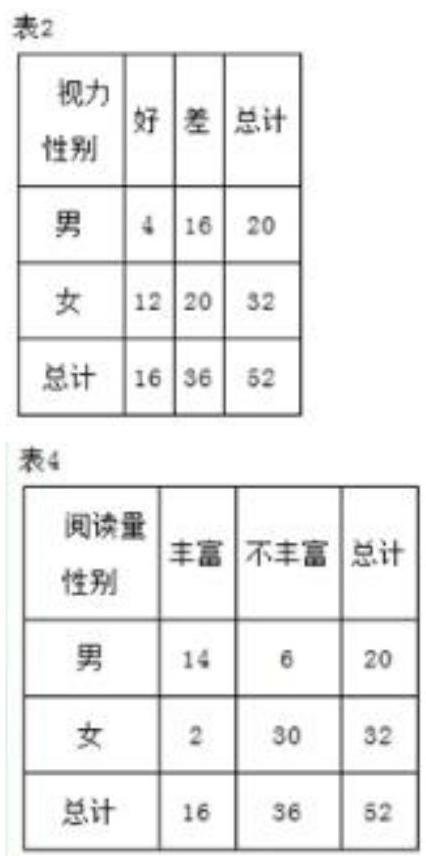 表2
视力
性别
好 差 总计
男 4 16 20
女 12 20 32
总计 16 36 52
表4
阅读量
性别
丰富 不丰富 总计
男 14 6 20
女 2 30 32
总计 16 36 52